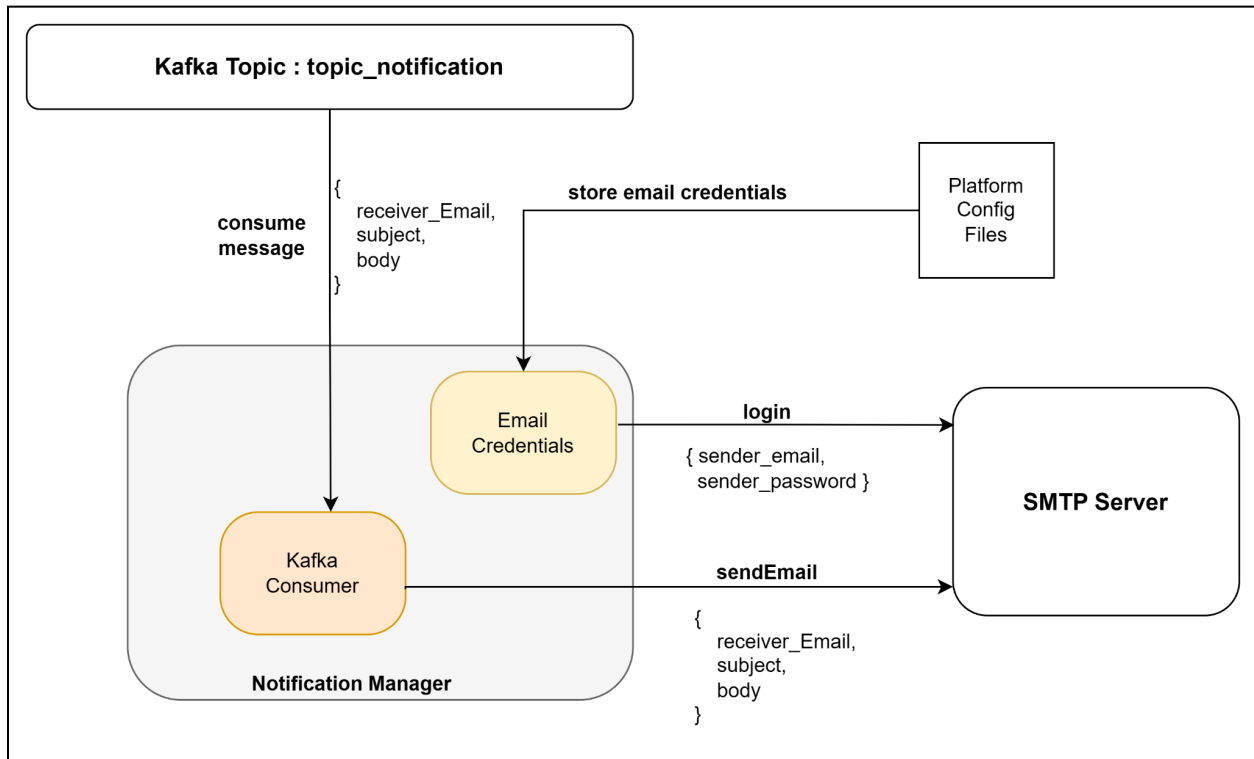 Kafka Topic : topic_notification
consume
message
{
receiver_Email,
subject,
body
}
store email credentials
Platform
Config
Files
Email
Credentials
login
{ sender_email,
sender_password }
SMTP Server
Kafka
Consumer
sendEmail
{
receiver_Email,
subject,
body
}
Notification Manager